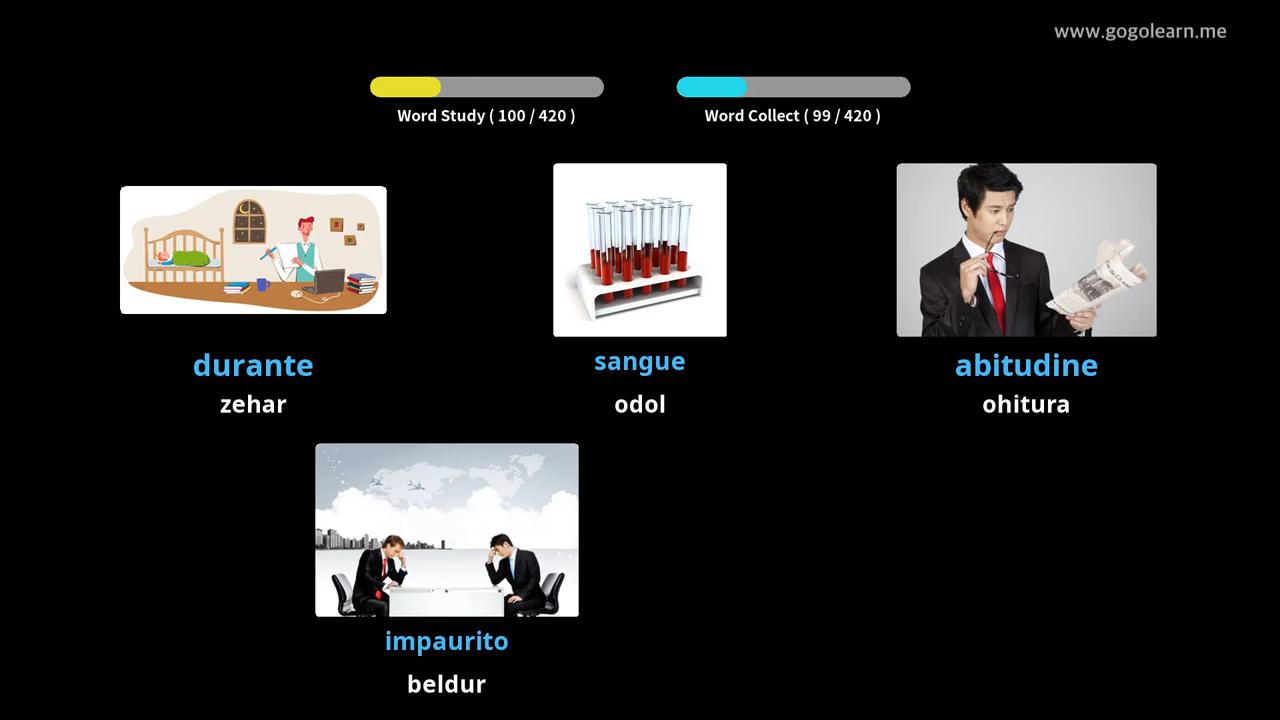 www.gogolearn.me
Word Study ( 100 / 420 )
Word Collect ( 99 / 420 )
durante
zehar
sangue
odol
abitudine
ohitura
impaurito
beldur